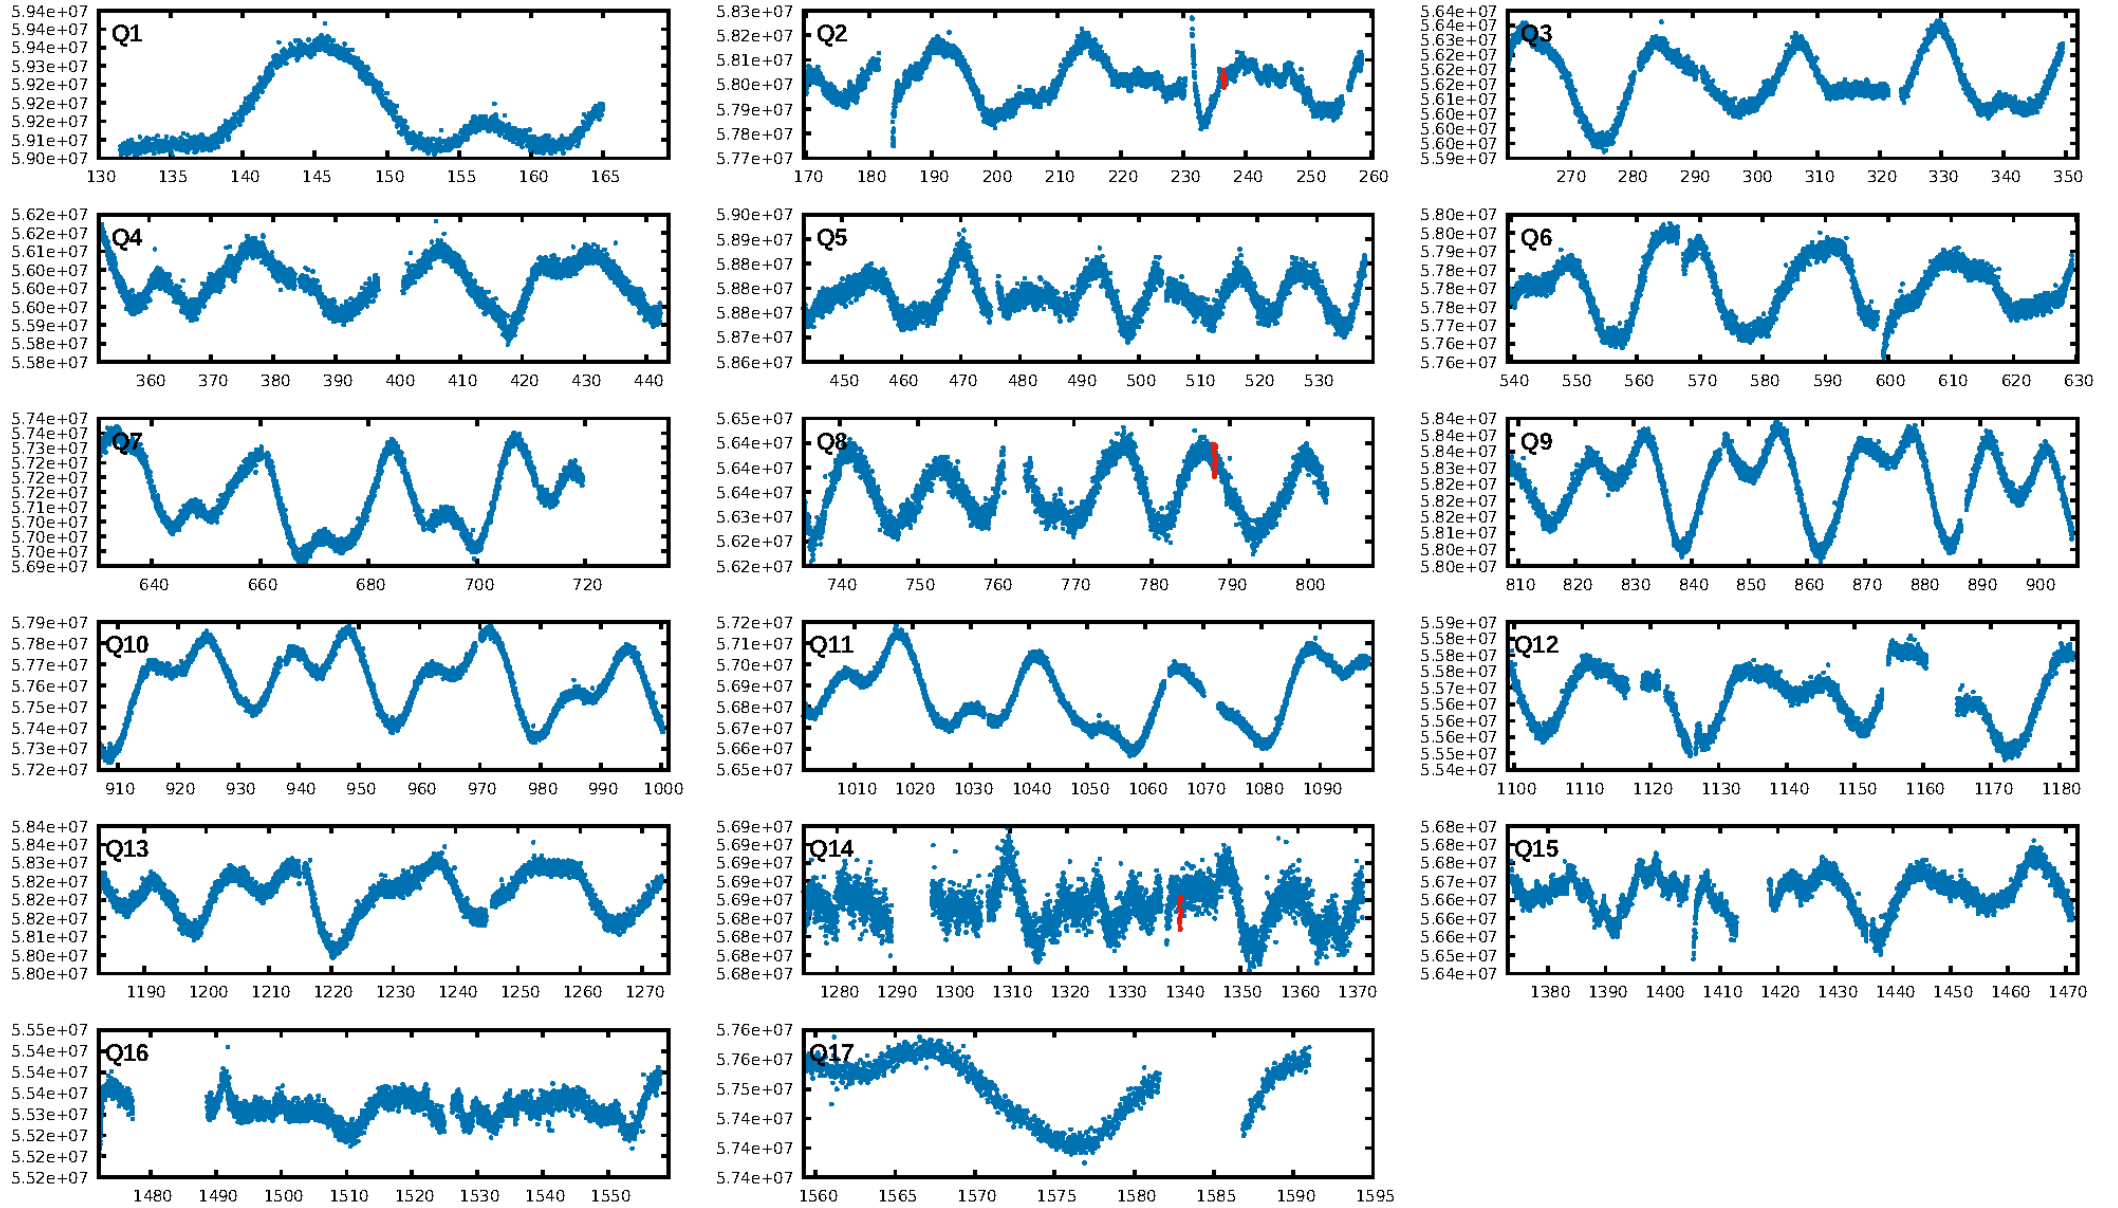 5.94e+07 5.94e+07 5.93e+07 5.93e+07 5.92e+07 5.92e+07 5.91e+07 5.91e+07 5.90e+07
Q1
130 135 140 145 150 155 160 165
5.83e+07 5.82e+07 5.81e+07 5.80e+07 5.79e+07 5.78e+07 5.77e+07
Q2
170 180 190 200 210 220 230 240 250 260
5.64e+07 5.64e+07 5.63e+07 5.62e+07 5.62e+07 5.61e+07 5.60e+07 5.60e+07 5.59e+07
Q3
270 280 290 300 310 320 330 340 350
5.62e+07 5.62e+07 5.61e+07 5.60e+07 5.60e+07 5.59e+07 5.59e+07 5.58e+07 5.58e+07
Q4
360 370 380 390 400 410 420 430 440
5.90e+07 5.89e+07 5.88e+07 5.88e+07 5.88e+07 5.87e+07 5.86e+07
Q5
450 460 470 480 490 500 510 520 530
5.80e+07 5.80e+07 5.79e+07 5.78e+07 5.78e+07 5.77e+07 5.77e+07 5.76e+07 5.76e+07
Q6
540 550 560 570 580 590 600 610 620 630
5.74e+07 5.74e+07 5.73e+07 5.72e+07 5.72e+07 5.72e+07 5.71e+07 5.70e+07 5.70e+07 5.70e+07 5.69e+07
Q7
640 660 680 700 720
5.65e+07 5.64e+07 5.64e+07 5.64e+07 5.63e+07 5.62e+07 5.62e+07
Q8
740 750 760 770 780 790 800
5.84e+07 5.84e+07 5.83e+07 5.83e+07 5.82e+07 5.82e+07 5.81e+07 5.80e+07 5.80e+07
Q9
810 820 830 840 850 860 870 880 890 900
5.79e+07 5.78e+07 5.77e+07 5.76e+07 5.75e+07 5.74e+07 5.73e+07 5.72e+07
Q10
910 920 930 940 950 960 970 980 990 1000
5.72e+07 5.71e+07 5.70e+07 5.69e+07 5.68e+07 5.67e+07 5.66e+07 5.65e+07
Q11
1010 1020 1030 1040 1050 1060 1070 1080 1090
5.59e+07 5.58e+07 5.58e+07 5.57e+07 5.57e+07 5.56e+07 5.56e+07 5.55e+07 5.55e+07 5.54e+07
Q12
1100 1110 1120 1130 1140 1150 1160 1170 1180
5.84e+07 5.84e+07 5.83e+07 5.82e+07 5.82e+07 5.82e+07 5.81e+07 5.80e+07 5.80e+07
Q13
1190 1200 1210 1220 1230 1240 1250 1260 1270
5.69e+07 5.69e+07 5.69e+07 5.69e+07 5.69e+07 5.68e+07 5.68e+07 5.68e+07 5.68e+07
Q14
1280 1290 1300 1310 1320 1330 1340 1350 1360 1370
5.68e+07 5.68e+07 5.68e+07 5.67e+07 5.67e+07 5.66e+07 5.66e+07 5.65e+07 5.64e+07
Q15
1380 1390 1400 1410 1420 1430 1440 1450 1460 1470
5.55e+07 5.54e+07 5.54e+07 5.54e+07 5.53e+07 5.52e+07 5.52e+07 5.52e+07
Q16
1480 1490 1500 1510 1520 1530 1540 1550
5.76e+07 5.76e+07 5.75e+07 5.74e+07 5.74e+07 5.74e+07
Q17
1560 1565 1570 1575 1580 1585 1590 1595